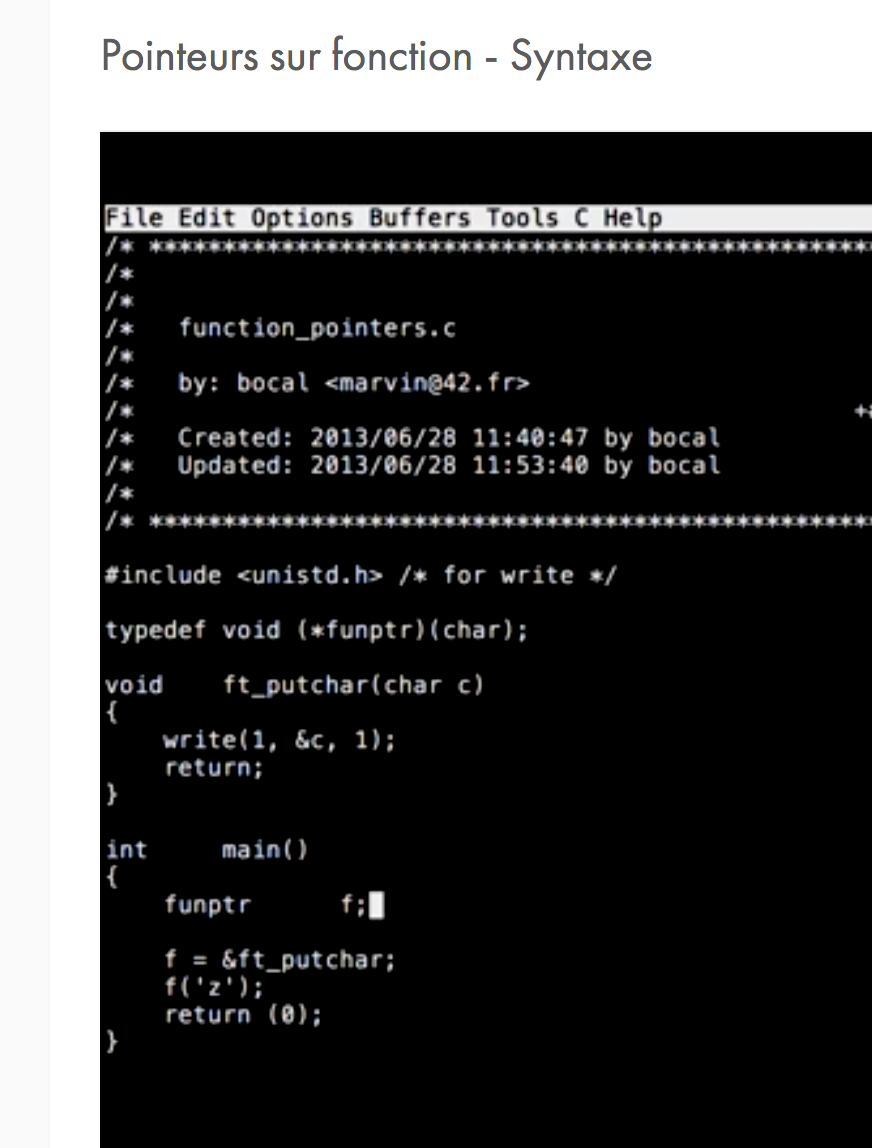 Pointeurs sur fonction - Syntaxe
File Edit Options Buffers Tools C Help
/* **************************************************
/*
/*
/*   function_pointers.c
/*
/*   by: bocal <marvin@42.fr>
/*
/*   Created: 2013/06/28 11:40:47 by bocal
/*   Updated: 2013/06/28 11:53:40 by bocal
/*
/* **************************************************
#include <unistd.h> /* for write */
typedef void (*funptr)(char);
void    ft_putchar(char c)
{
    write(1, &c, 1);
    return;
}
int     main()
{
    funptr      f;
    f = &ft_putchar;
    f('z');
    return (0);
}